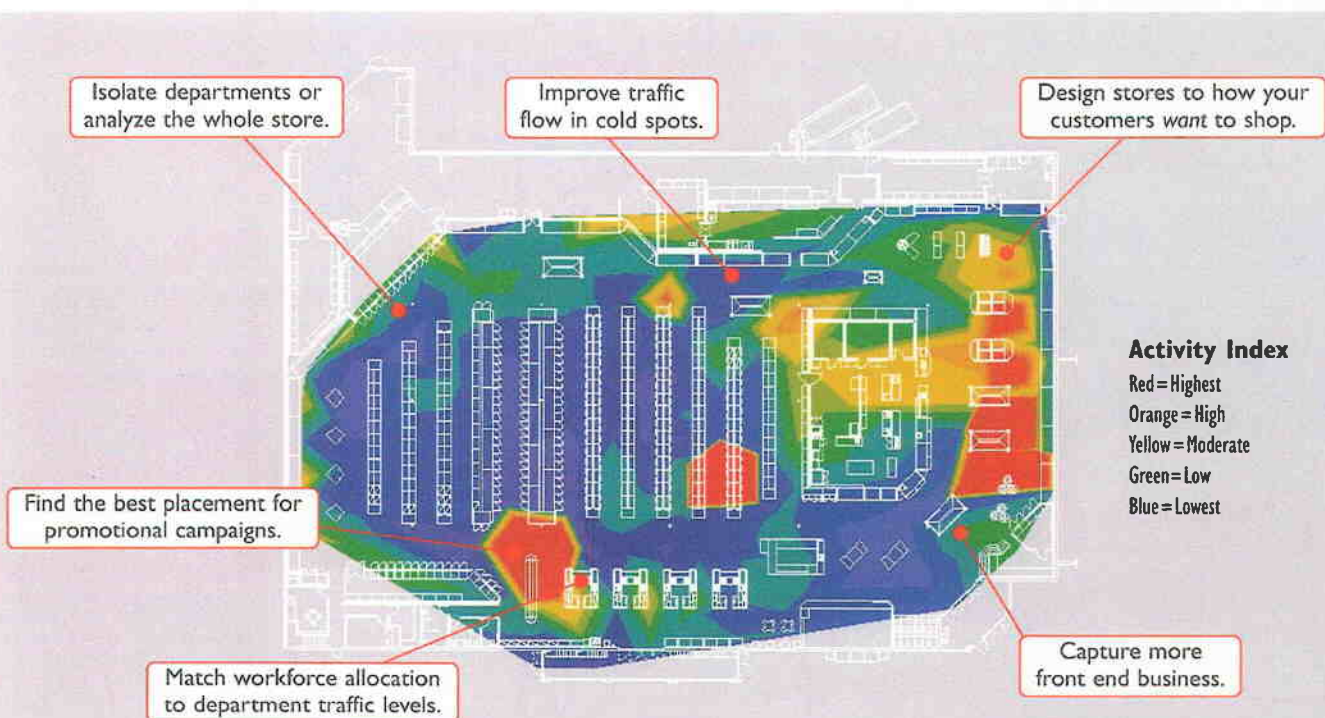 Isolate departments or
analyze the whole store.
Improve traffic
flow in cold spots.
Design stores to how your
customers want to shop.
Activity Index
Red=Highest
Orange=High
Yellow=Moderate
Green=Low
Blue=Lowest
Find the best placement for
promotional campaigns.
Match workforce allocation
to department traffic levels.
Capture more
front end business.